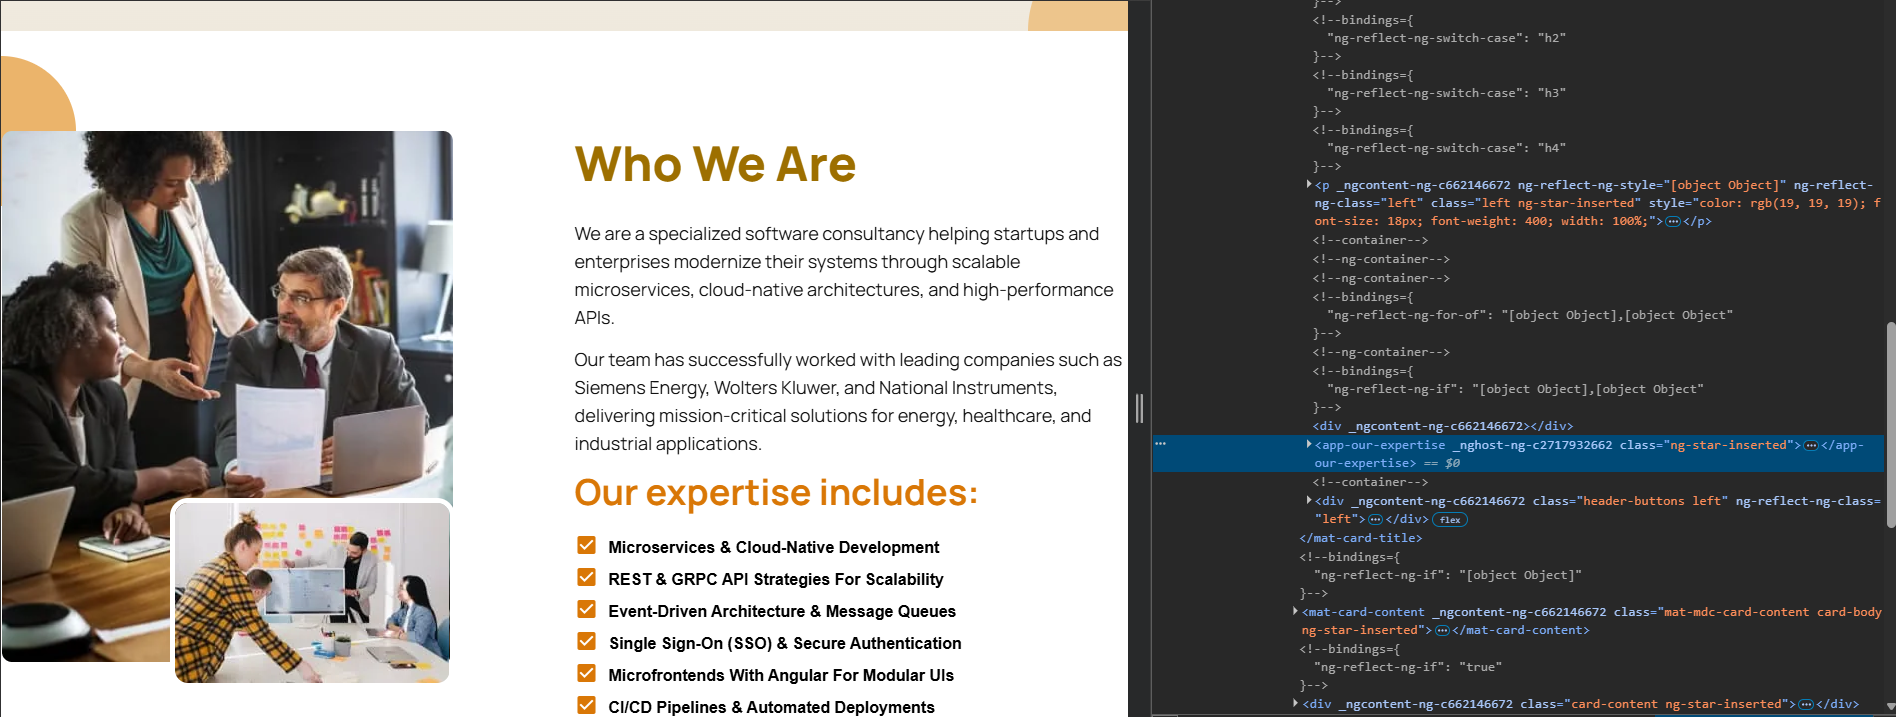 Who We Are
We are a specialized software consultancy helping startups and
enterprises modernize their systems through scalable
microservices, cloud-native architectures, and high-performance
APIs.
Our team has successfully worked with leading companies such as
Siemens Energy, Wolters Kluwer, and National Instruments,
delivering mission-critical solutions for energy, healthcare, and
industrial applications.
Our expertise includes:
Microservices & Cloud-Native Development
REST & GRPC API Strategies For Scalability
Event-Driven Architecture & Message Queues
Single Sign-On (SSO) & Secure Authentication
Microfrontends With Angular For Modular UIs
CI/CD Pipelines & Automated Deployments
}-->
<!--bindings={
"ng-reflect-ng-switch-case": "h2"
}-->
<!--bindings={
"ng-reflect-ng-switch-case": "h3"
}-->
<!--bindings={
"ng-reflect-ng-switch-case": "h4"
}-->
<p _ngcontent-ng-c662146672 ng-reflect-ng-style="[object Object]" ng-reflect-
ng-class="left" class="left ng-star-inserted" style="color: rgb(19, 19, 19); f
ont-size: 18px; font-weight: 400; width: 100%;">…</p>
<!--container-->
<!--ng-container-->
<!--ng-container-->
<!--bindings={
"ng-reflect-ng-for-of": "[object Object],[object Object"
}-->
<!--ng-container-->
<!--bindings={
"ng-reflect-ng-if": "[object Object],[object Object"
}-->
<div _ngcontent-ng-c662146672></div>
… <app-our-expertise _nghost-ng-c2717932662 class="ng-star-inserted">…</app-
our-expertise> == $0
<!--container-->
<div _ngcontent-ng-c662146672 class="header-buttons left" ng-reflect-ng-class=
"left">…</div> flex
</mat-card-title>
<!--bindings={
"ng-reflect-ng-if": "[object Object]"
}-->
<mat-card-content _ngcontent-ng-c662146672 class="mat-mdc-card-content card-body
ng-star-inserted">…</mat-card-content>
<!--bindings={
"ng-reflect-ng-if": "true"
}-->
<div _ngcontent-ng-c662146672 class="card-content ng-star-inserted">…</div>